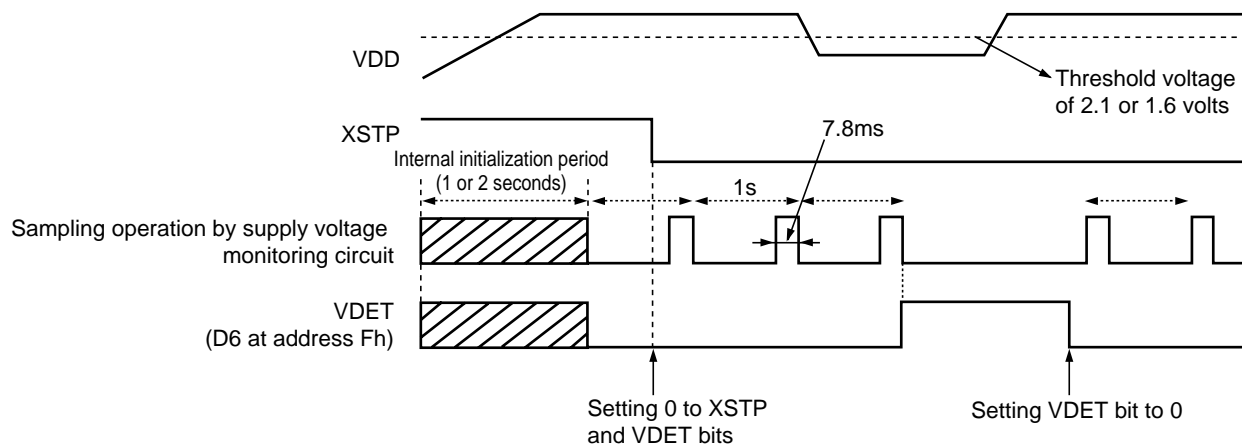 VDD
Threshold voltage
of 2.1 or 1.6 volts
XSTP
7.8ms
Internal initialization period
(1 or 2 seconds)
1s
Sampling operation by supply voltage
monitoring circuit
VDET
(D6 at address Fh)
Setting 0 to XSTP
and VDET bits
Setting VDET bit to 0